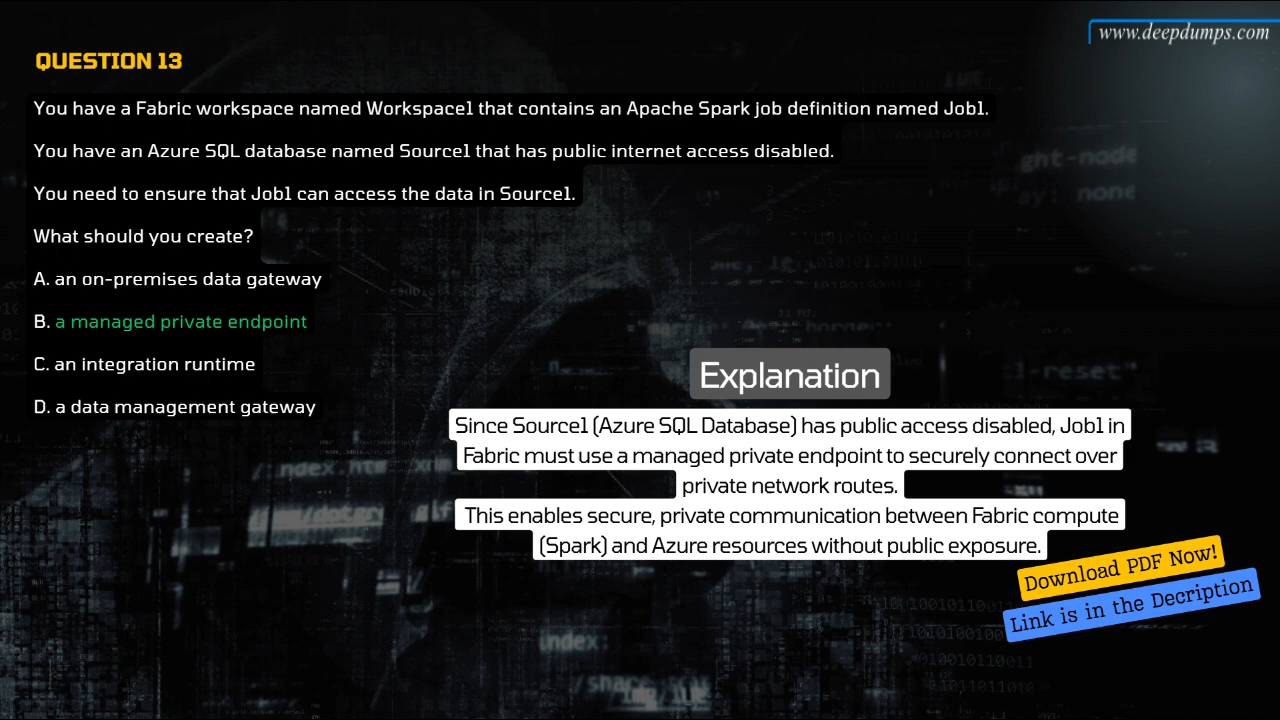 www.deepdumps.com
QUESTION 13
You have a Fabric workspace named Workspace1 that contains an Apache Spark job definition named Job1.
You have an Azure SQL database named Source1 that has public internet access disabled.
You need to ensure that Job1 can access the data in Source1.
What should you create?
A. an on-premises data gateway
B. a managed private endpoint
C. an integration runtime
D. a data management gateway
Explanation
Since Source1 (Azure SQL Database) has public access disabled, Job1 in
Fabric must use a managed private endpoint to securely connect over
private network routes.
This enables secure, private communication between Fabric compute
(Spark) and Azure resources without public exposure.
Download PDF Now!
Link is in the Decription